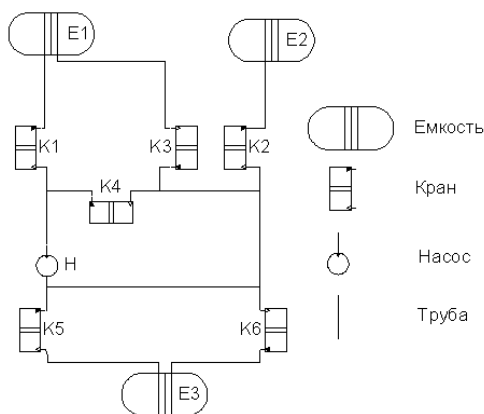 E1
E2
K1
K3
K2
K4
Емкость
Кран
H
Насос
K5
K6
Труба
E3